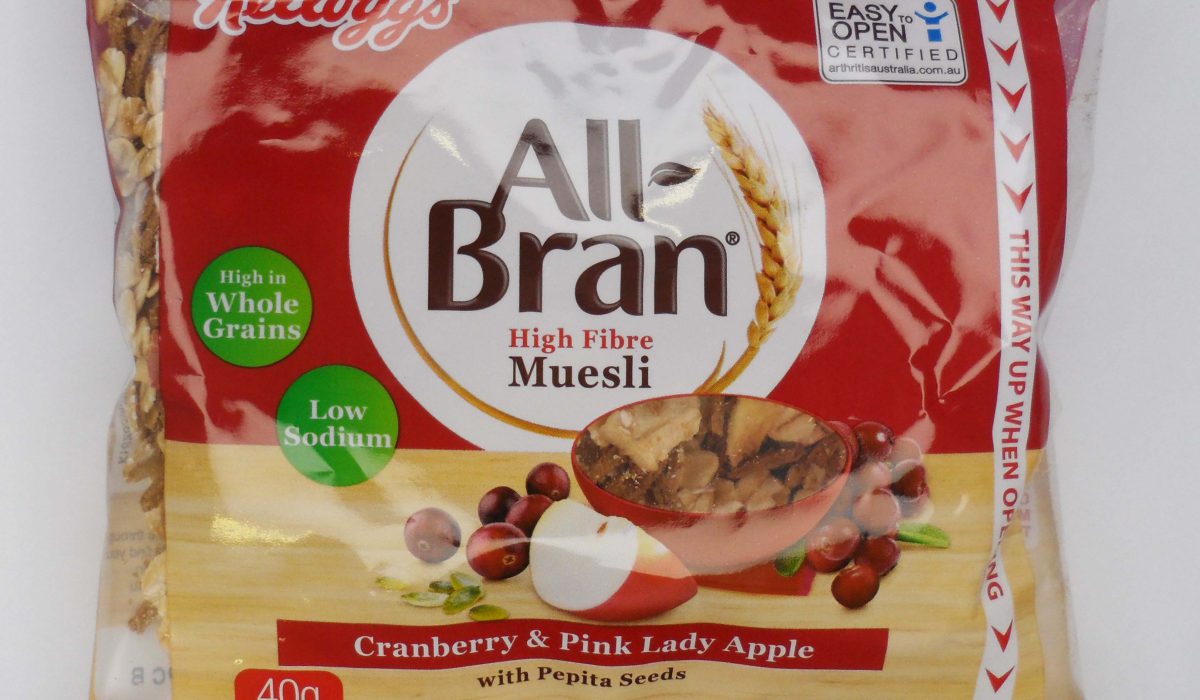 Kellogg's
EASY TO OPEN
CERTIFIED
arthritisaustralia.com.au
All-
Bran®
High Fibre
Muesli
High in
Whole
Grains
Low
Sodium
THIS WAY UP WHEN OPENING
Cranberry & Pink Lady Apple
with Pepita Seeds
40g